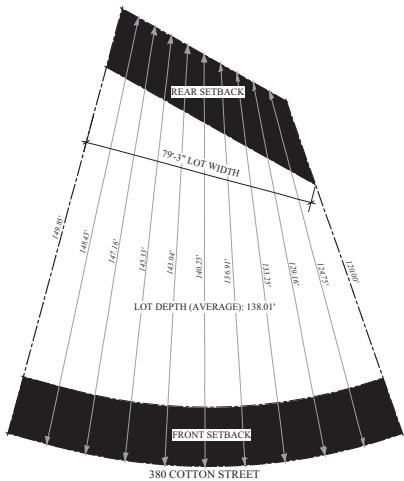 REAR SETBACK
79'-3" LOT WIDTH
149.85'
148.43'
147.16'
145.33'
143.04'
140.25'
136.91'
133.25'
129.16'
124.75'
120.00'
LOT DEPTH (AVERAGE): 138.01'
FRONT SETBACK
380 COTTON STREET